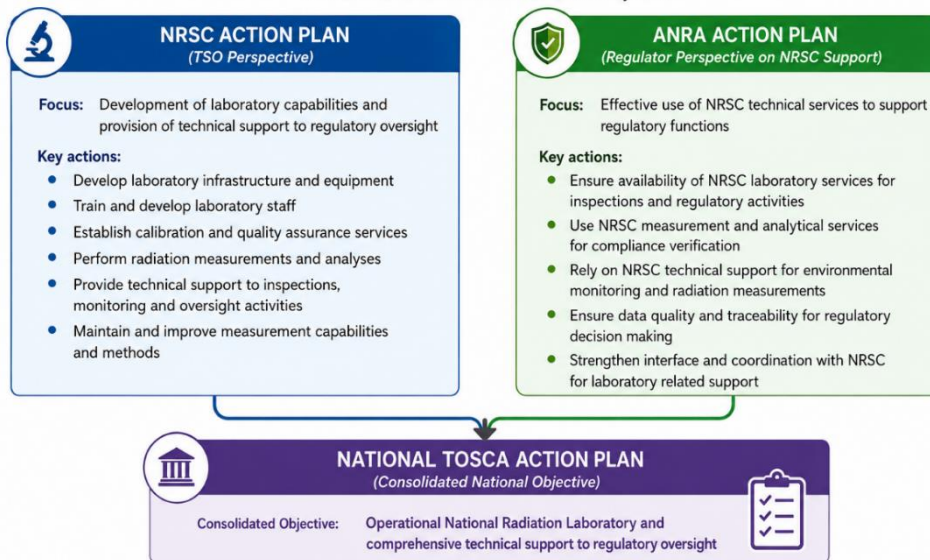 NRSC ACTION PLAN
(TSO Perspective)
Focus: Development of laboratory capabilities and
provision of technical support to regulatory oversight
Key actions:
• Develop laboratory infrastructure and equipment
• Train and develop laboratory staff
• Establish calibration and quality assurance services
• Perform radiation measurements and analyses
• Provide technical support to inspections,
monitoring and oversight activities
• Maintain and improve measurement capabilities
and methods
ANRA ACTION PLAN
(Regulator Perspective on NRSC Support)
Focus: Effective use of NRSC technical services to support
regulatory functions
Key actions:
• Ensure availability of NRSC laboratory services for
inspections and regulatory activities
• Use NRSC measurement and analytical services
for compliance verification
• Rely on NRSC technical support for environmental
monitoring and radiation measurements
• Ensure data quality and traceability for regulatory
decision making
• Strengthen interface and coordination with NRSC
for laboratory related support
NATIONAL TOSCA ACTION PLAN
(Consolidated National Objective)
Consolidated Objective: Operational National Radiation Laboratory and
comprehensive technical support to regulatory oversight